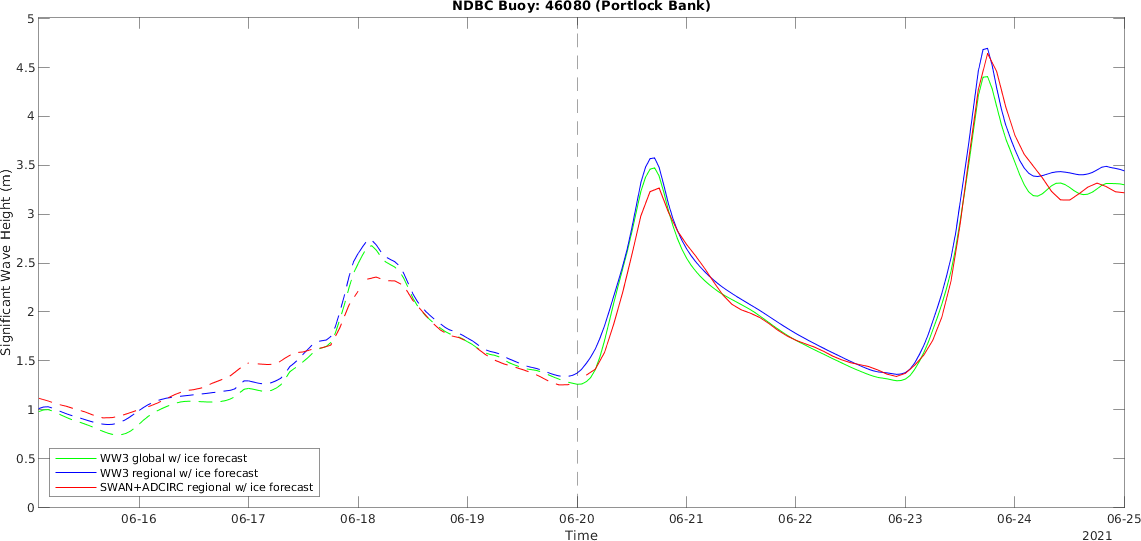 NDBC Buoy: 46080 (Portlock Bank)
5
4.5
4
3.5
3
2.5
2
1.5
1
0.5
0
Significant Wave Height (m)
WW3 global w/ ice forecast
WW3 regional w/ ice forecast
SWAN+ADCIRC regional w/ ice forecast
06-16 06-17 06-18 06-19 06-20 06-21 06-22 06-23 06-24 06-25
Time
2021